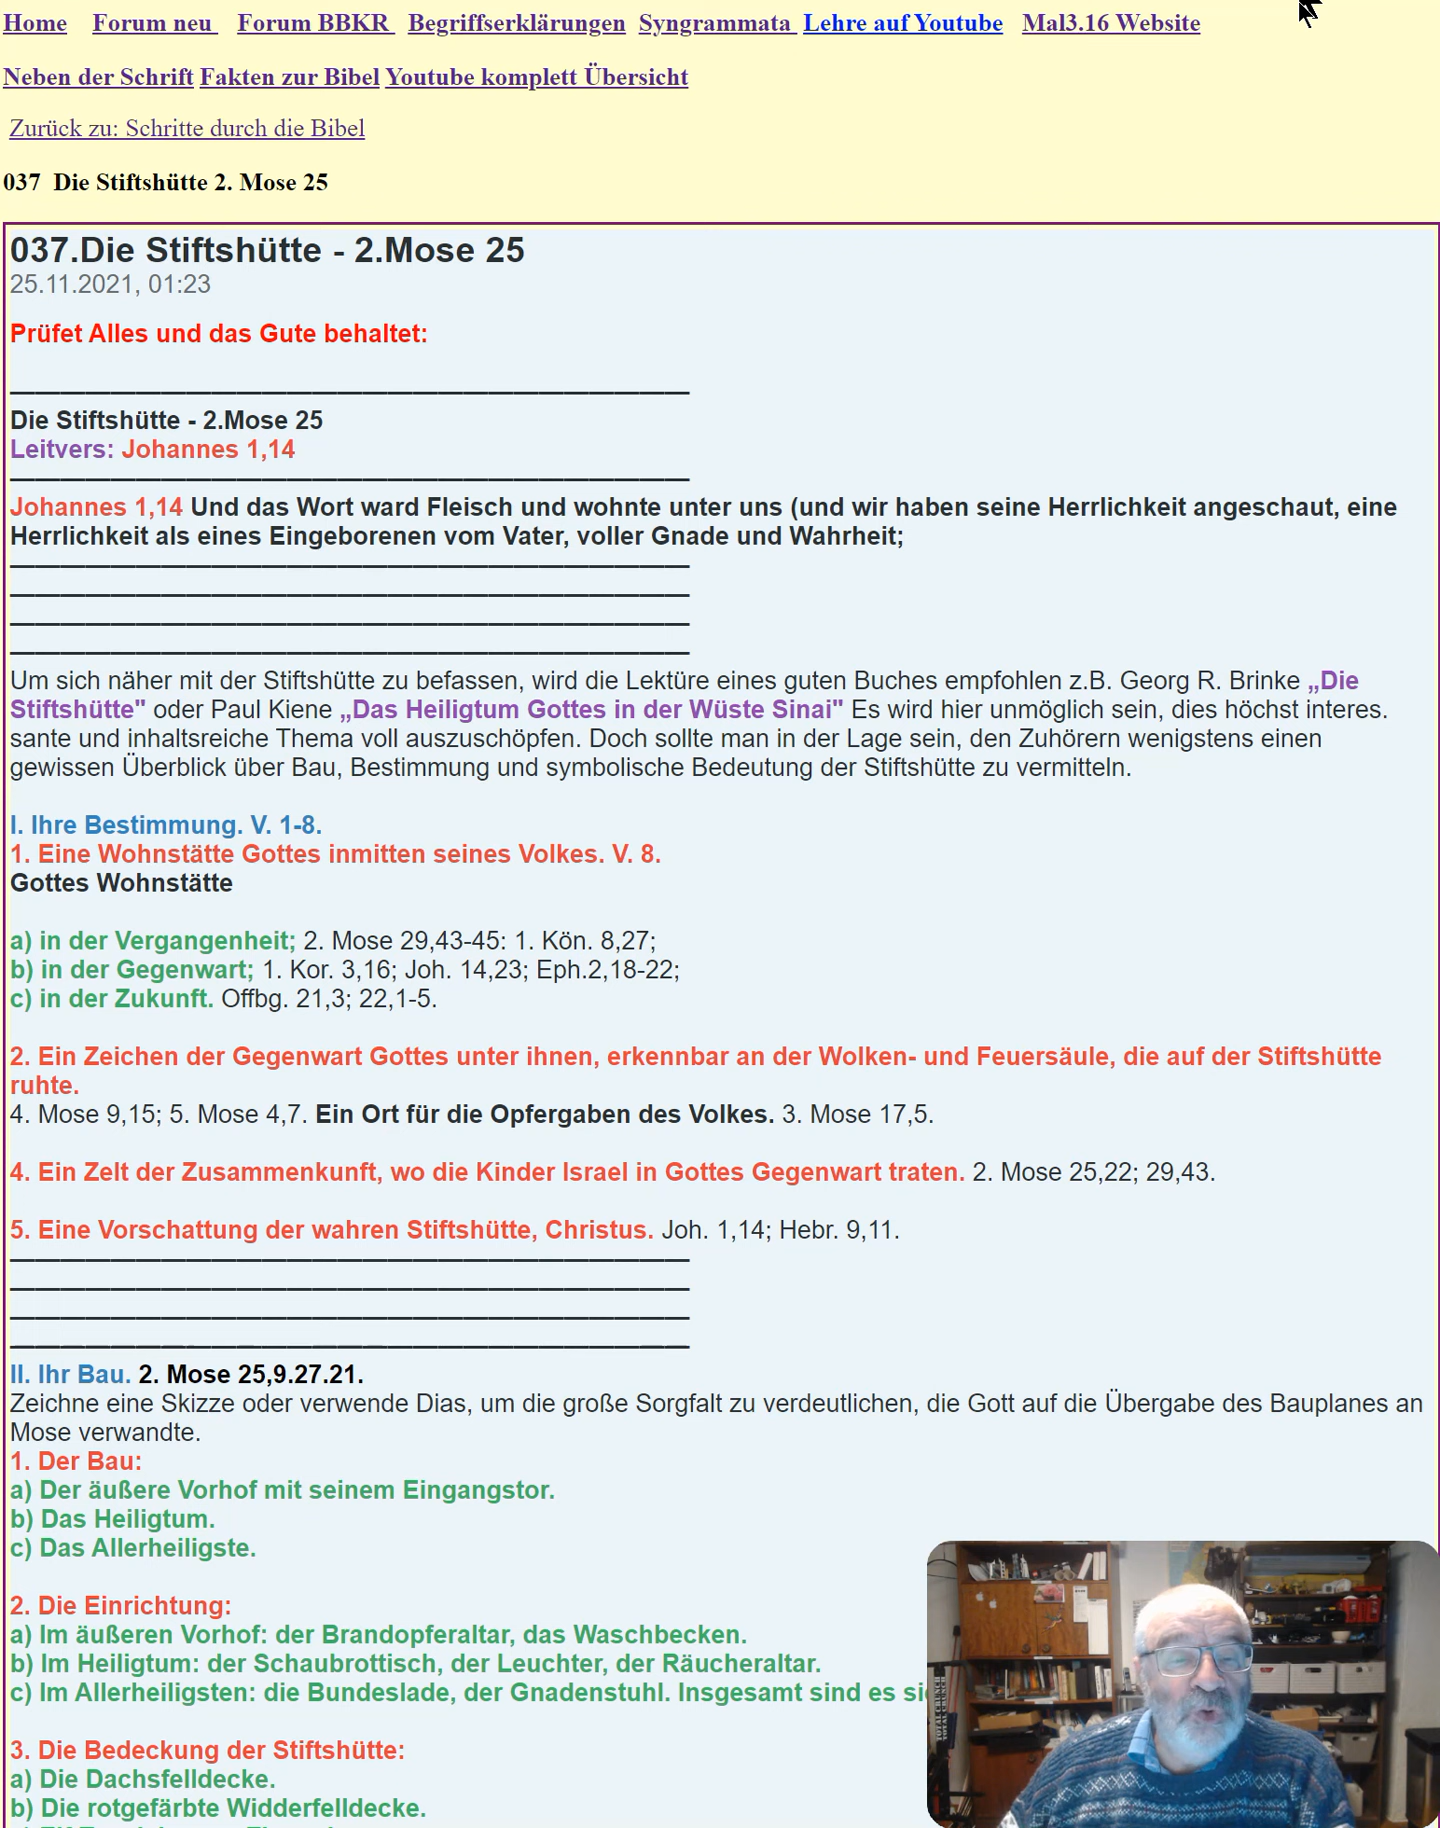 Home Forum neu Forum BBKR Begriffserklärungen Syngrammata Lehre auf Youtube Mal3.16 Website
Neben der Schrift Fakten zur Bibel Youtube komplett Übersicht
Zurück zu: Schritte durch die Bibel
037 Die Stiftshütte 2. Mose 25
037.Die Stiftshütte - 2.Mose 25
25.11.2021, 01:23
Prüfet Alles und das Gute behaltet:
Die Stiftshütte - 2.Mose 25
Leitvers: Johannes 1,14
Johannes 1,14 Und das Wort ward Fleisch und wohnte unter uns (und wir haben seine Herrlichkeit angeschaut, eine
Herrlichkeit als eines Eingeborenen vom Vater, voller Gnade und Wahrheit;
Um sich näher mit der Stiftshütte zu befassen, wird die Lektüre eines guten Buches empfohlen z.B. Georg R. Brinke „Die
Stiftshütte" oder Paul Kiene „Das Heiligtum Gottes in der Wüste Sinai" Es wird hier unmöglich sein, dies höchst interes.
sante und inhaltsreiche Thema voll auszuschöpfen. Doch sollte man in der Lage sein, den Zuhörern wenigstens einen
gewissen Überblick über Bau, Bestimmung und symbolische Bedeutung der Stiftshütte zu vermitteln.
I. Ihre Bestimmung. V. 1-8.
1. Eine Wohnstätte Gottes inmitten seines Volkes. V. 8.
Gottes Wohnstätte
a) in der Vergangenheit; 2. Mose 29,43-45: 1. Kön. 8,27;
b) in der Gegenwart; 1. Kor. 3,16; Joh. 14,23; Eph.2,18-22;
c) in der Zukunft. Offbg. 21,3; 22,1-5.
2. Ein Zeichen der Gegenwart Gottes unter ihnen, erkennbar an der Wolken- und Feuersäule, die auf der Stiftshütte
ruhte.
4. Mose 9,15; 5. Mose 4,7. Ein Ort für die Opfergaben des Volkes. 3. Mose 17,5.
4. Ein Zelt der Zusammenkunft, wo die Kinder Israel in Gottes Gegenwart traten. 2. Mose 25,22; 29,43.
5. Eine Vorschattung der wahren Stiftshütte, Christus. Joh. 1,14; Hebr. 9,11.
II. Ihr Bau. 2. Mose 25,9.27.21.
Zeichne eine Skizze oder verwende Dias, um die große Sorgfalt zu verdeutlichen, die Gott auf die Übergabe des Bauplanes an
Mose verwandte.
1. Der Bau:
a) Der äußere Vorhof mit seinem Eingangstor.
b) Das Heiligtum.
c) Das Allerheiligste.
2. Die Einrichtung:
a) Im äußeren Vorhof: der Brandopferaltar, das Waschbecken.
b) Im Heiligtum: der Schaubrottisch, der Leuchter, der Räucheraltar.
c) Im Allerheiligsten: die Bundeslade, der Gnadenstuhl. Insgesamt sind es
3. Die Bedeckung der Stiftshütte:
a) Die Dachsfelldecke.
b) Die rotgefärbte Widderfelldecke.